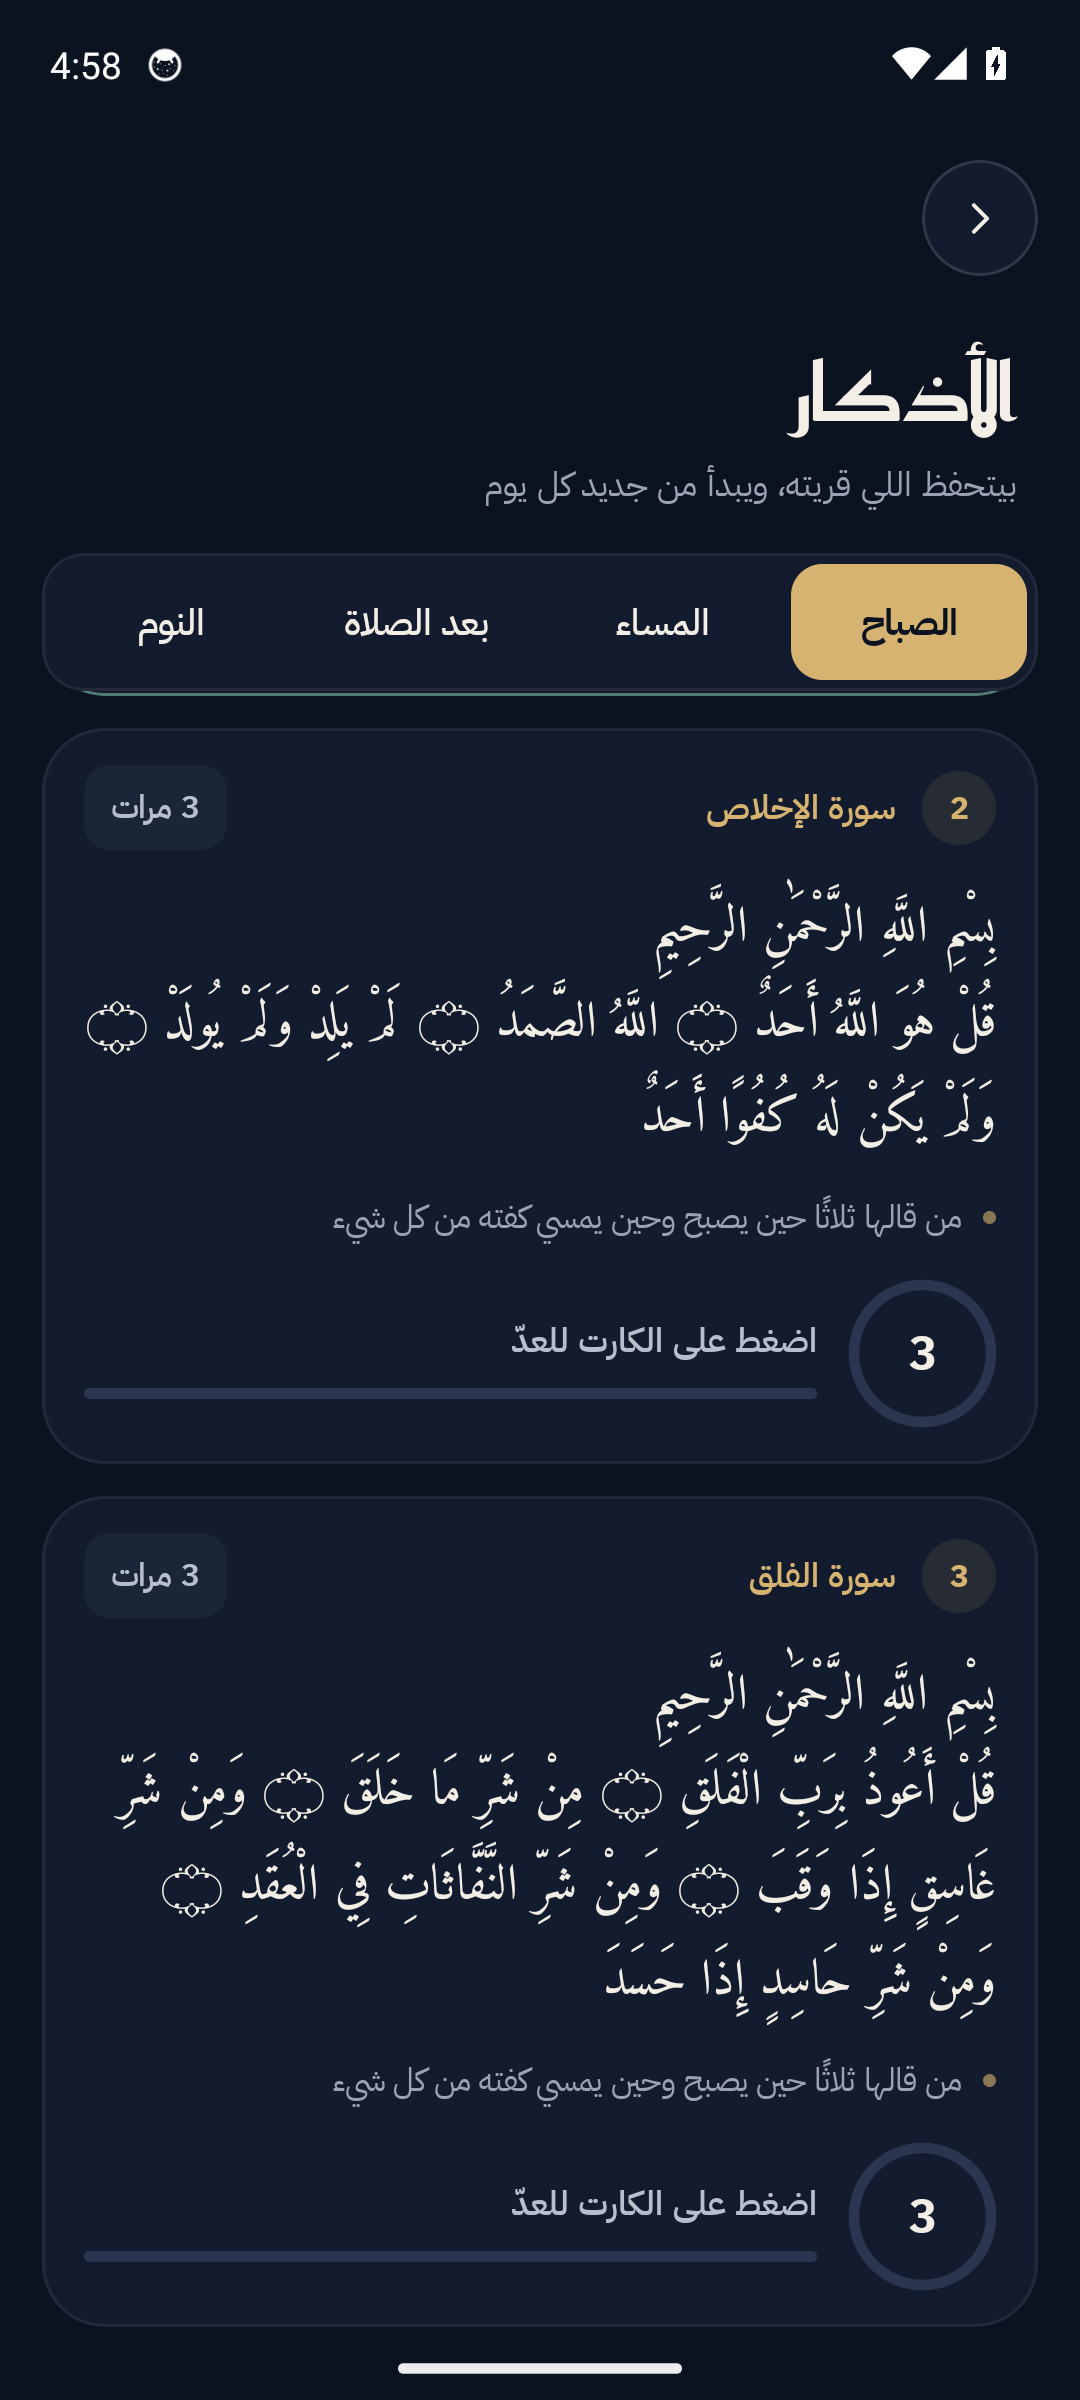 4:58
الأذكار
بيتحفظ اللي قريته، ويبدأ من جديد كل يوم
الصباح
المساء
بعد الصلاة
النوم
2
سورة الإخلاص
3 مرات
بِسْمِ اللَّهِ الرَّحْمَٰنِ الرَّحِيمِ
قُلْ هُوَ اللَّهُ أَحَدٌ ۝ اللَّهُ الصَّمَدُ ۝ لَمْ يَلِدْ وَلَمْ يُولَدْ ۝
وَلَمْ يَكُنْ لَهُ كُفُوًا أَحَدٌ
من قالها ثلاثًا حين يصبح وحين يمسي كفته من كل شيء
3
اضغط على الكارت للعدّ
3
سورة الفلق
3 مرات
بِسْمِ اللَّهِ الرَّحْمَٰنِ الرَّحِيمِ
قُلْ أَعُوذُ بِرَبِّ الْفَلَقِ ۝ مِنْ شَرِّ مَا خَلَقَ ۝ وَمِنْ شَرِّ
غَاسِقٍ إِذَا وَقَبَ ۝ وَمِنْ شَرِّ النَّفَّاثَاتِ فِي الْعُقَدِ ۝
وَمِنْ شَرِّ حَاسِدٍ إِذَا حَسَدَ
من قالها ثلاثًا حين يصبح وحين يمسي كفته من كل شيء
3
اضغط على الكارت للعدّ